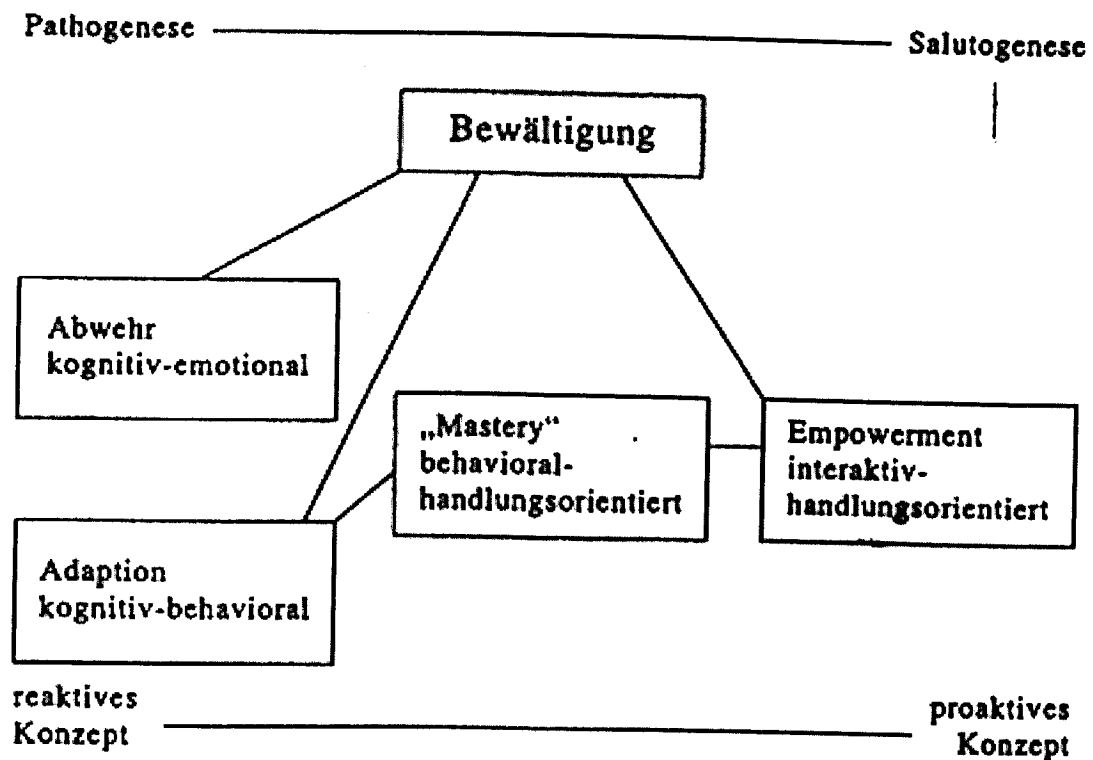 Pathogenese
Salutogenese
Bewältigung
Abwehr
kognitiv-emotional
„Mastery“
behavioral-
handlungsorientiert
Empowerment
interaktiv-
handlungsorientiert
Adaption
kognitiv-behavioral
reaktives
Konzept
proaktives
Konzept